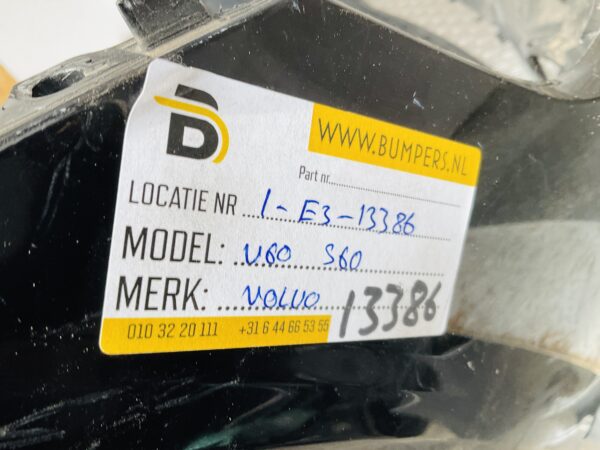 B
WWW.BUMPERS.NL
Part nr
LOCATIE NR 1-E3-13386
MODEL: V60 S60
MERK: VOLVO
13386
010 32 20 111 +31 6 44 66 53 55